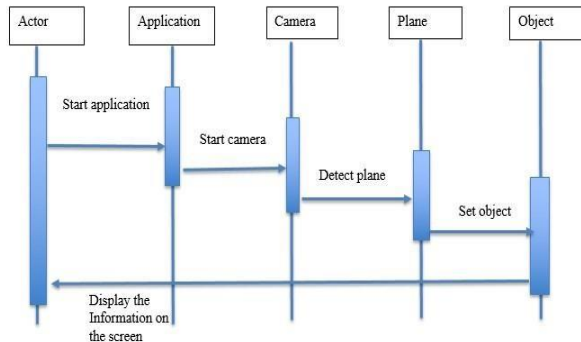 Actor
Application
Camera
Plane
Object
Start application
Start camera
Detect plane
Set object
Display the
Information on
the screen